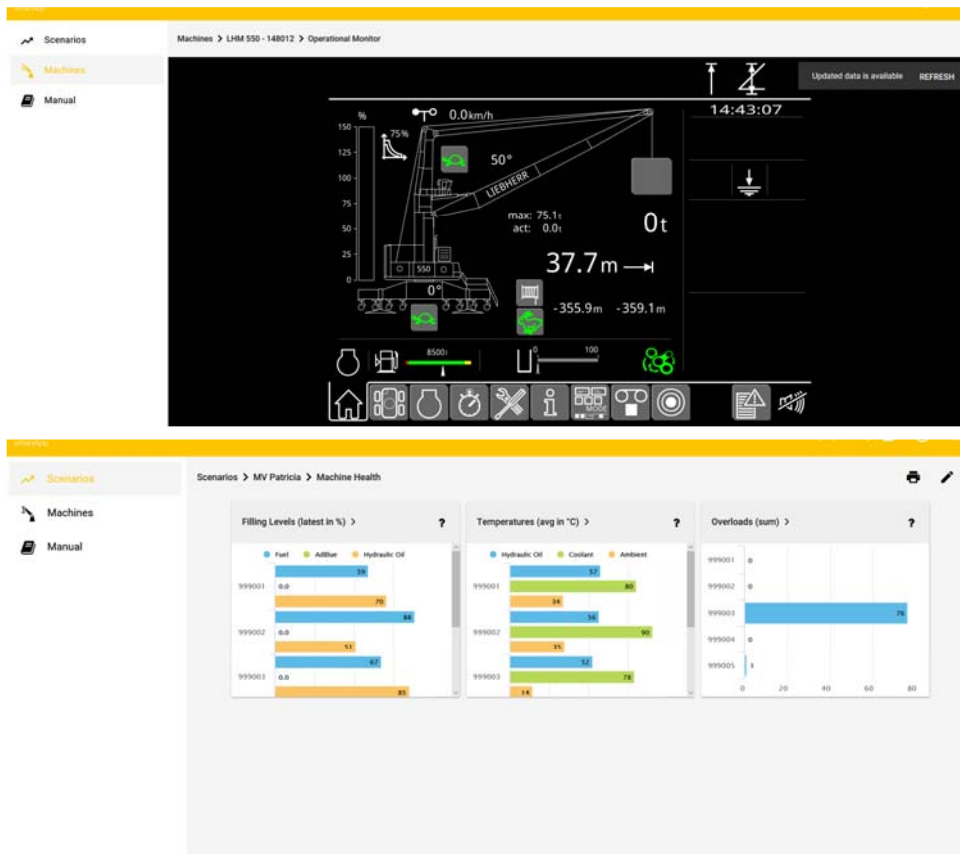 Scenarios
Machines > LHM 550 - 148012 > Operational Monitor
Machines
Manual
Updated data is available REFRESH
14:43:07
%
0.0km/h
150
75%
125
50°
100
LIEBHERR
75
max: 75.1t
act: 0.0t
0t
50
25
37.7m
550
0
0°
-355.9m -359.1m
8500l
0 100
MODE
Scenarios
Scenarios > MV Patricia > Machine Health
Machines
Manual
Filling Levels (latest in %) > ?
Fuel AdBlue Hydraulic Oil
59
999001 0.0
70
88
999002 0.0
51
67
999003 0.0
85
Temperatures (avg in °C) > ?
Hydraulic Oil Coolant Ambient
57
999001 80
34
56
999002 90
35
52
999003 78
14
Overloads (sum) > ?
999001 0
999002 0
999003 76
999004 0
999005 1
0 20 40 60 80